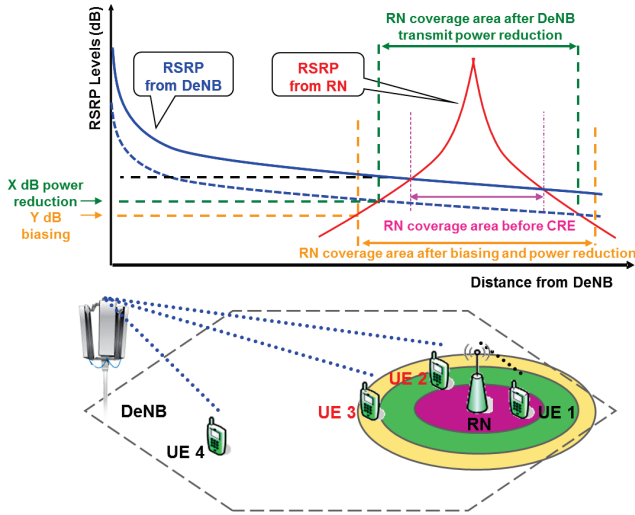 RN coverage area after DeNB
transmit power reduction
RSRP Levels (dB)
RSRP
from DeNB
RSRP
from RN
X dB power
reduction
Y dB
biasing
RN coverage area before CRE
RN coverage area after biasing and power reduction
Distance from DeNB
DeNB
UE 4
UE 3
UE 2
RN
UE 1